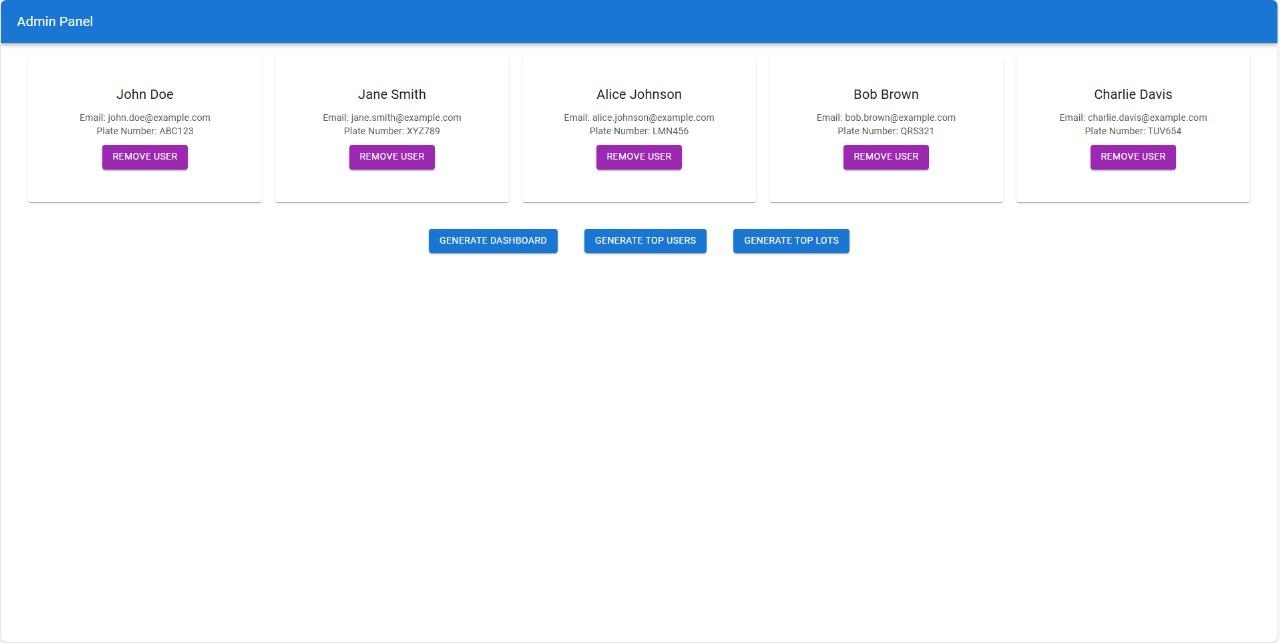 Admin Panel
John Doe
Email: john.doe@example.com
Plate Number: ABC123
REMOVE USER
Jane Smith
Email: jane.smith@example.com
Plate Number: XYZ789
REMOVE USER
Alice Johnson
Email: alice.johnson@example.com
Plate Number: LMN456
REMOVE USER
Bob Brown
Email: bob.brown@example.com
Plate Number: QRS321
REMOVE USER
Charlie Davis
Email: charlie.davis@example.com
Plate Number: TUV654
REMOVE USER
GENERATE DASHBOARD
GENERATE TOP USERS
GENERATE TOP LOTS